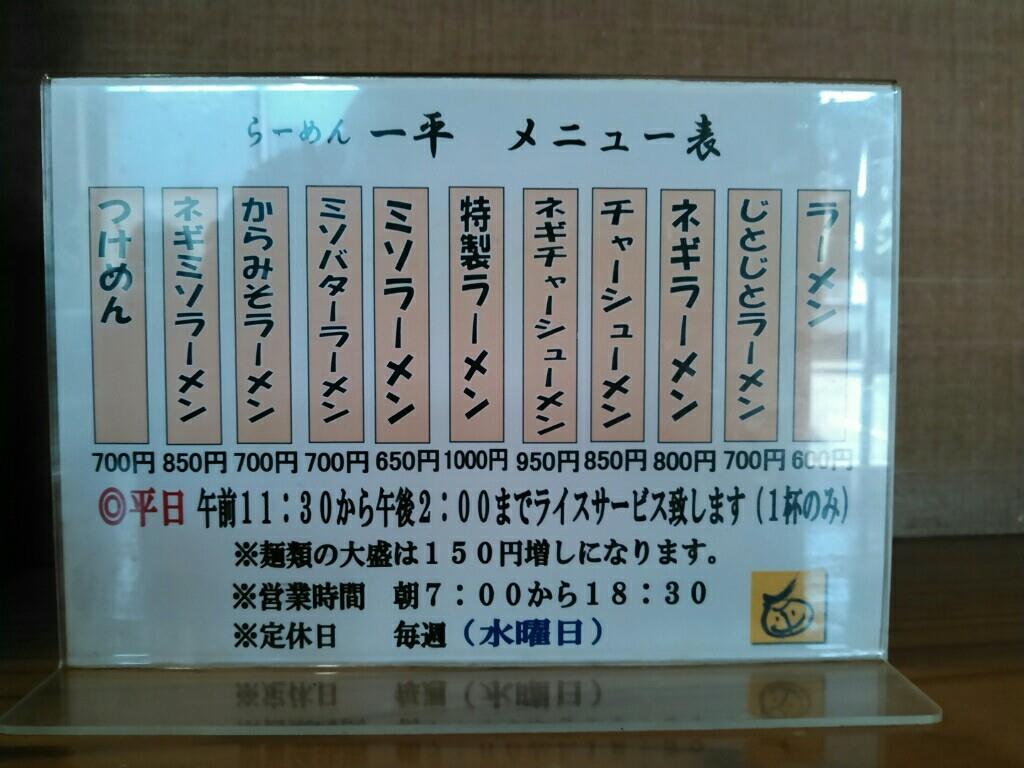 らーめん 一平 メニュー表
ラーメン 600円
じとじとラーメン 700円
ネギラーメン 800円
チャーシューメン 850円
ネギチャーシューメン 950円
特製ラーメン 1000円
ミソラーメン 650円
ミソバターラーメン 700円
からみそラーメン 700円
ネギミソラーメン 850円
つけめん 700円
◎平日 午前11:30から午後2:00までライスサービス致します(1杯のみ)
※麺類の大盛は150円増しになります。
※営業時間 朝7:00から18:30
※定休日 毎週(水曜日)